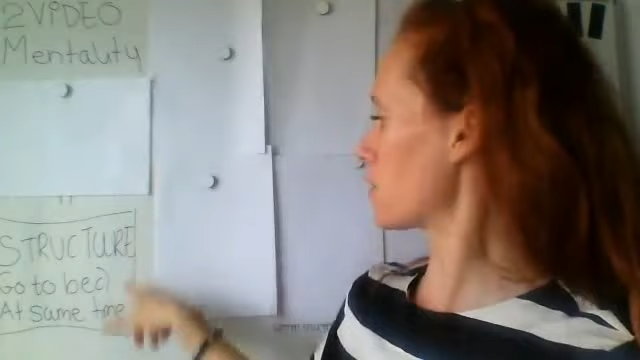 2ViDEO
Mentality
STRUCTURE
Go to bed
At same time